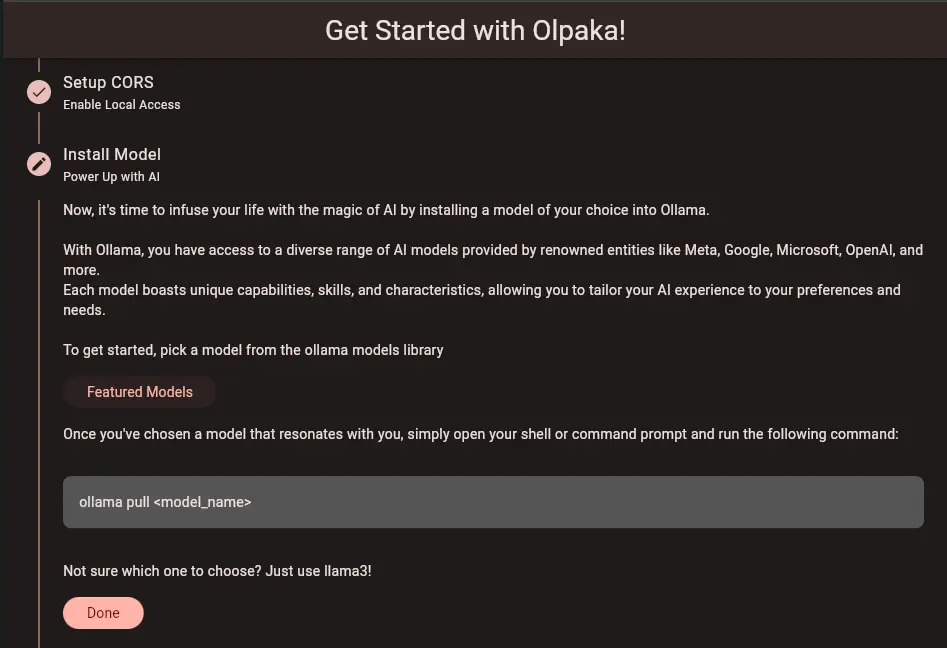 Get Started with Olpaka!
Setup CORS
Enable Local Access
Install Model
Power Up with AI
Now, it's time to infuse your life with the magic of AI by installing a model of your choice into Ollama.
With Ollama, you have access to a diverse range of AI models provided by renowned entities like Meta, Google, Microsoft, OpenAI, and
more.
Each model boasts unique capabilities, skills, and characteristics, allowing you to tailor your AI experience to your preferences and
needs.
To get started, pick a model from the ollama models library
Featured Models
Once you've chosen a model that resonates with you, simply open your shell or command prompt and run the following command:
ollama pull <model_name>
Not sure which one to choose? Just use llama3!
Done